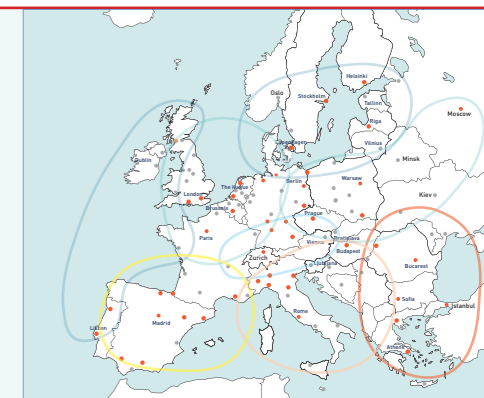 Helsinki
Oslo
Stockholm
Tallinn
Riga
Moscow
Copenhagen
Vilnius
Dublin
Minsk
Berlin
Warsaw
The Hague
London
Kiev
Brussels
Prague
Paris
Vienna
Bratislava
Budapest
Zurich
Ljubljana
Bucarest
Sofia
Istanbul
Rome
Madrid
Lisbon
Athens